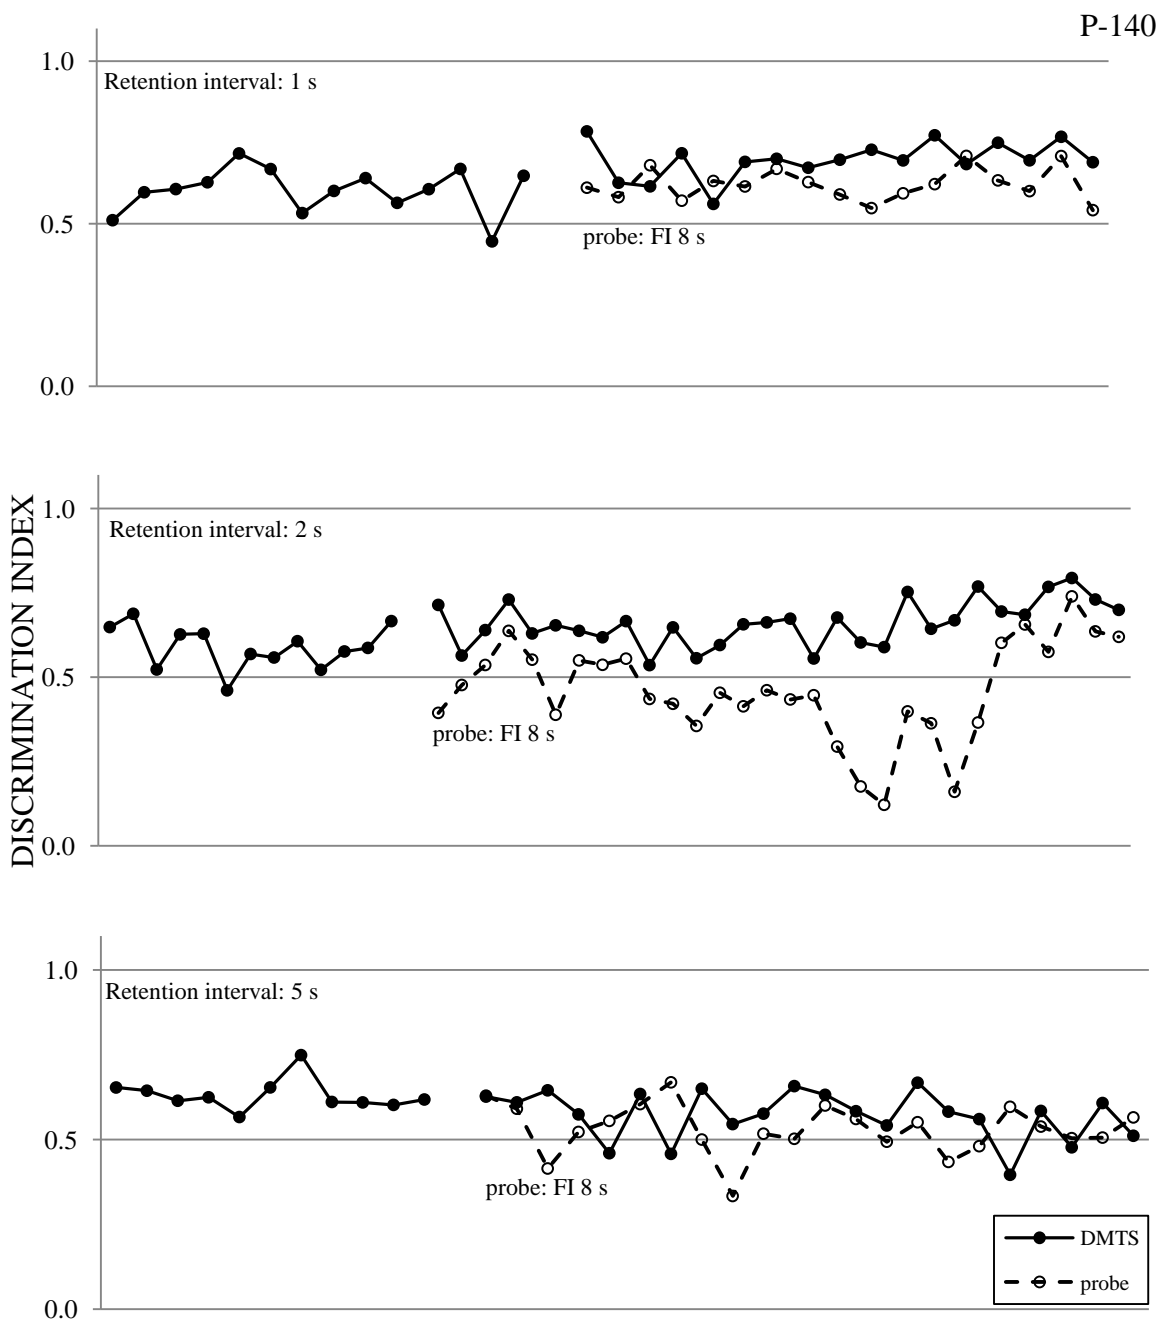 P-140
1.0
Retention interval: 1 s
0.5
probe: FI 8 s
0.0
DISCRIMINATION INDEX
1.0
Retention interval: 2 s
0.5
probe: FI 8 s
0.0
1.0
Retention interval: 5 s
0.5
probe: FI 8 s
DMTS
probe
0.0